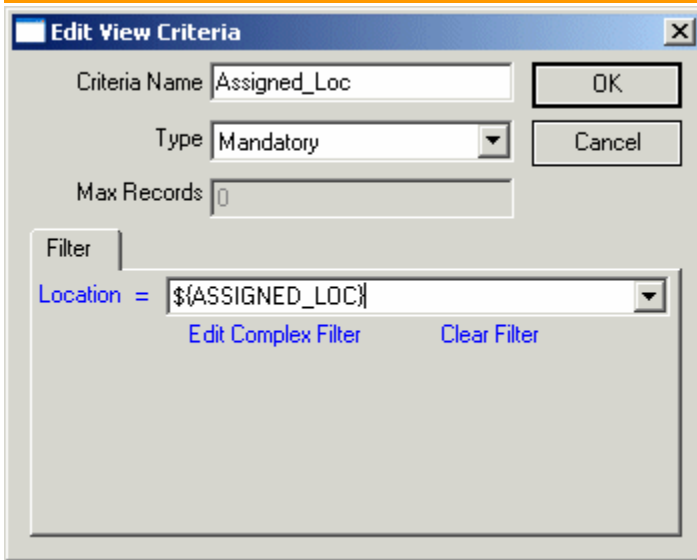 Edit View Criteria
Criteria Name Assigned_Loc OK
Type Mandatory Cancel
Max Records 0
Filter
Location = ${ASSIGNED_LOC}
Edit Complex Filter Clear Filter